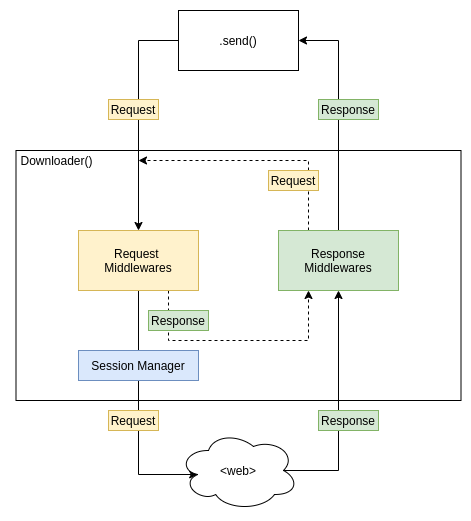 .send()
Request
Response
Downloader()
Request
Request
Middlewares
Response
Middlewares
Response
Session Manager
Request
Response
<web>